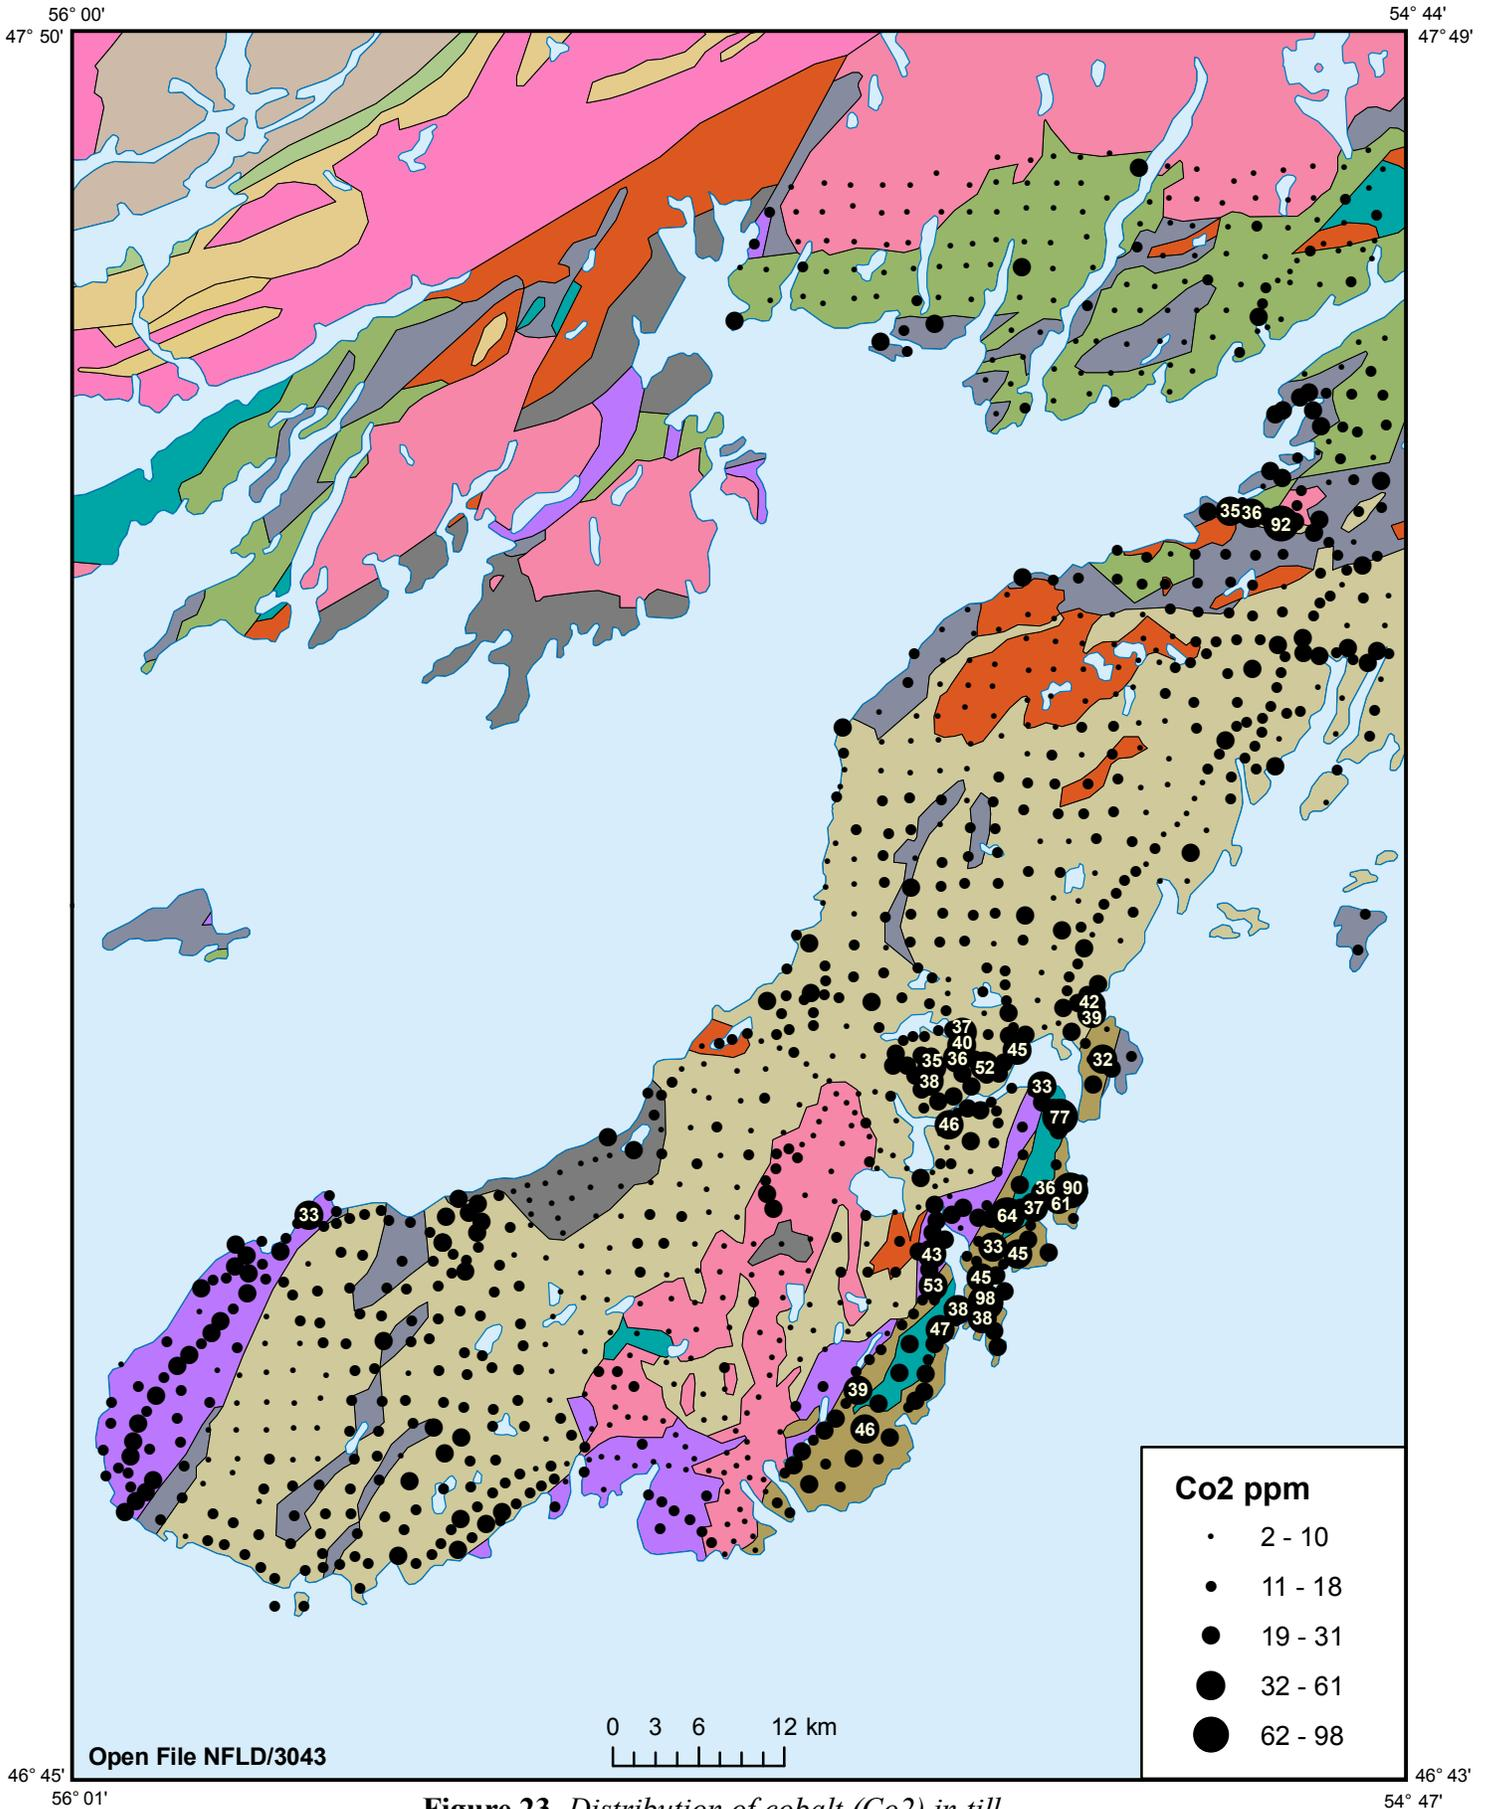 56° 00'
54° 44'
47° 50'
47° 49'
35 36 92
42
39
37
40
35 36 52 45
38
32
33
77
46
36 90
37 61
64
33
33 45
43
45
53
98
38 38
47
39
46
Co2 ppm
2 - 10
11 - 18
19 - 31
32 - 61
62 - 98
0 3 6 12 km
Open File NFLD/3043
46° 45'
46° 43'
56° 01'
54° 47'
Figure 23. Distribution of cobalt (Co2) in till